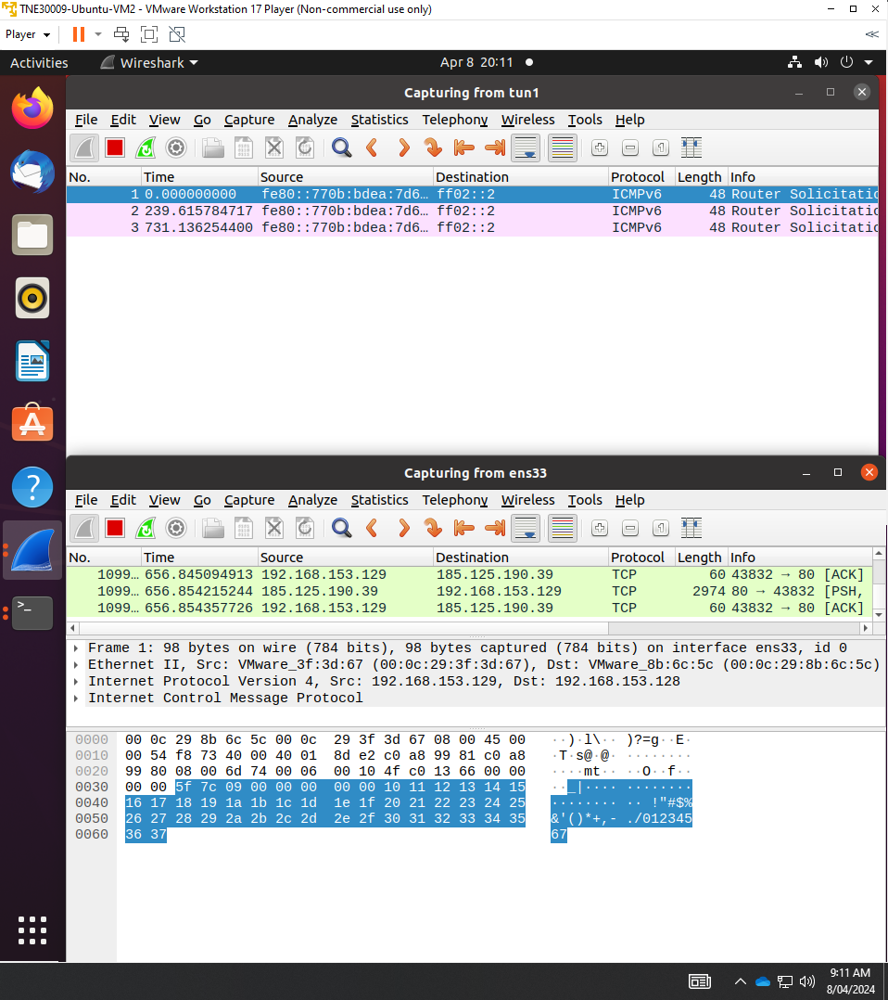 TNE30009-Ubuntu-VM2 - VMware Workstation 17 Player (Non-commercial use only)
Player
Activities Wireshark Apr 8 20:11
Capturing from tun1
File Edit View Go Capture Analyze Statistics Telephony Wireless Tools Help
No. Time Source Destination Protocol Length Info
1 0.000000000 fe80::770b:bdea:7d6… ff02::2 ICMPv6 48 Router Solicitatic
2 239.615784717 fe80::770b:bdea:7d6… ff02::2 ICMPv6 48 Router Solicitatic
3 731.136254400 fe80::770b:bdea:7d6… ff02::2 ICMPv6 48 Router Solicitatic
Capturing from ens33
File Edit View Go Capture Analyze Statistics Telephony Wireless Tools Help
No. Time Source Destination Protocol Length Info
1099… 656.845094913 192.168.153.129 185.125.190.39 TCP 60 43832 → 80 [ACK]
1099… 656.854215244 185.125.190.39 192.168.153.129 TCP 2974 80 → 43832 [PSH,
1099… 656.854357726 192.168.153.129 185.125.190.39 TCP 60 43832 → 80 [ACK]
Frame 1: 98 bytes on wire (784 bits), 98 bytes captured (784 bits) on interface ens33, id 0
Ethernet II, Src: VMware_3f:3d:67 (00:0c:29:3f:3d:67), Dst: VMware_8b:6c:5c (00:0c:29:8b:6c:5c)
Internet Protocol Version 4, Src: 192.168.153.129, Dst: 192.168.153.128
Internet Control Message Protocol
0000 00 0c 29 8b 6c 5c 00 0c 29 3f 3d 67 08 00 45 00 ··)·l\·· )?=g··E·
0010 00 54 f8 73 40 00 40 01 8d e2 c0 a8 99 81 c0 a8 ·T·s@·@· ········
0020 99 80 08 00 6d 74 00 06 00 10 4f c0 13 66 00 00 ····mt·· ··O··f··
0030 00 00 5f 7c 09 00 00 00 00 00 10 11 12 13 14 15 ··_|···· ········
0040 16 17 18 19 1a 1b 1c 1d 1e 1f 20 21 22 23 24 25 ········ ·· !"#$%
0050 26 27 28 29 2a 2b 2c 2d 2e 2f 30 31 32 33 34 35 &'()*+,- ./012345
0060 36 37 67
9:11 AM
8/04/2024